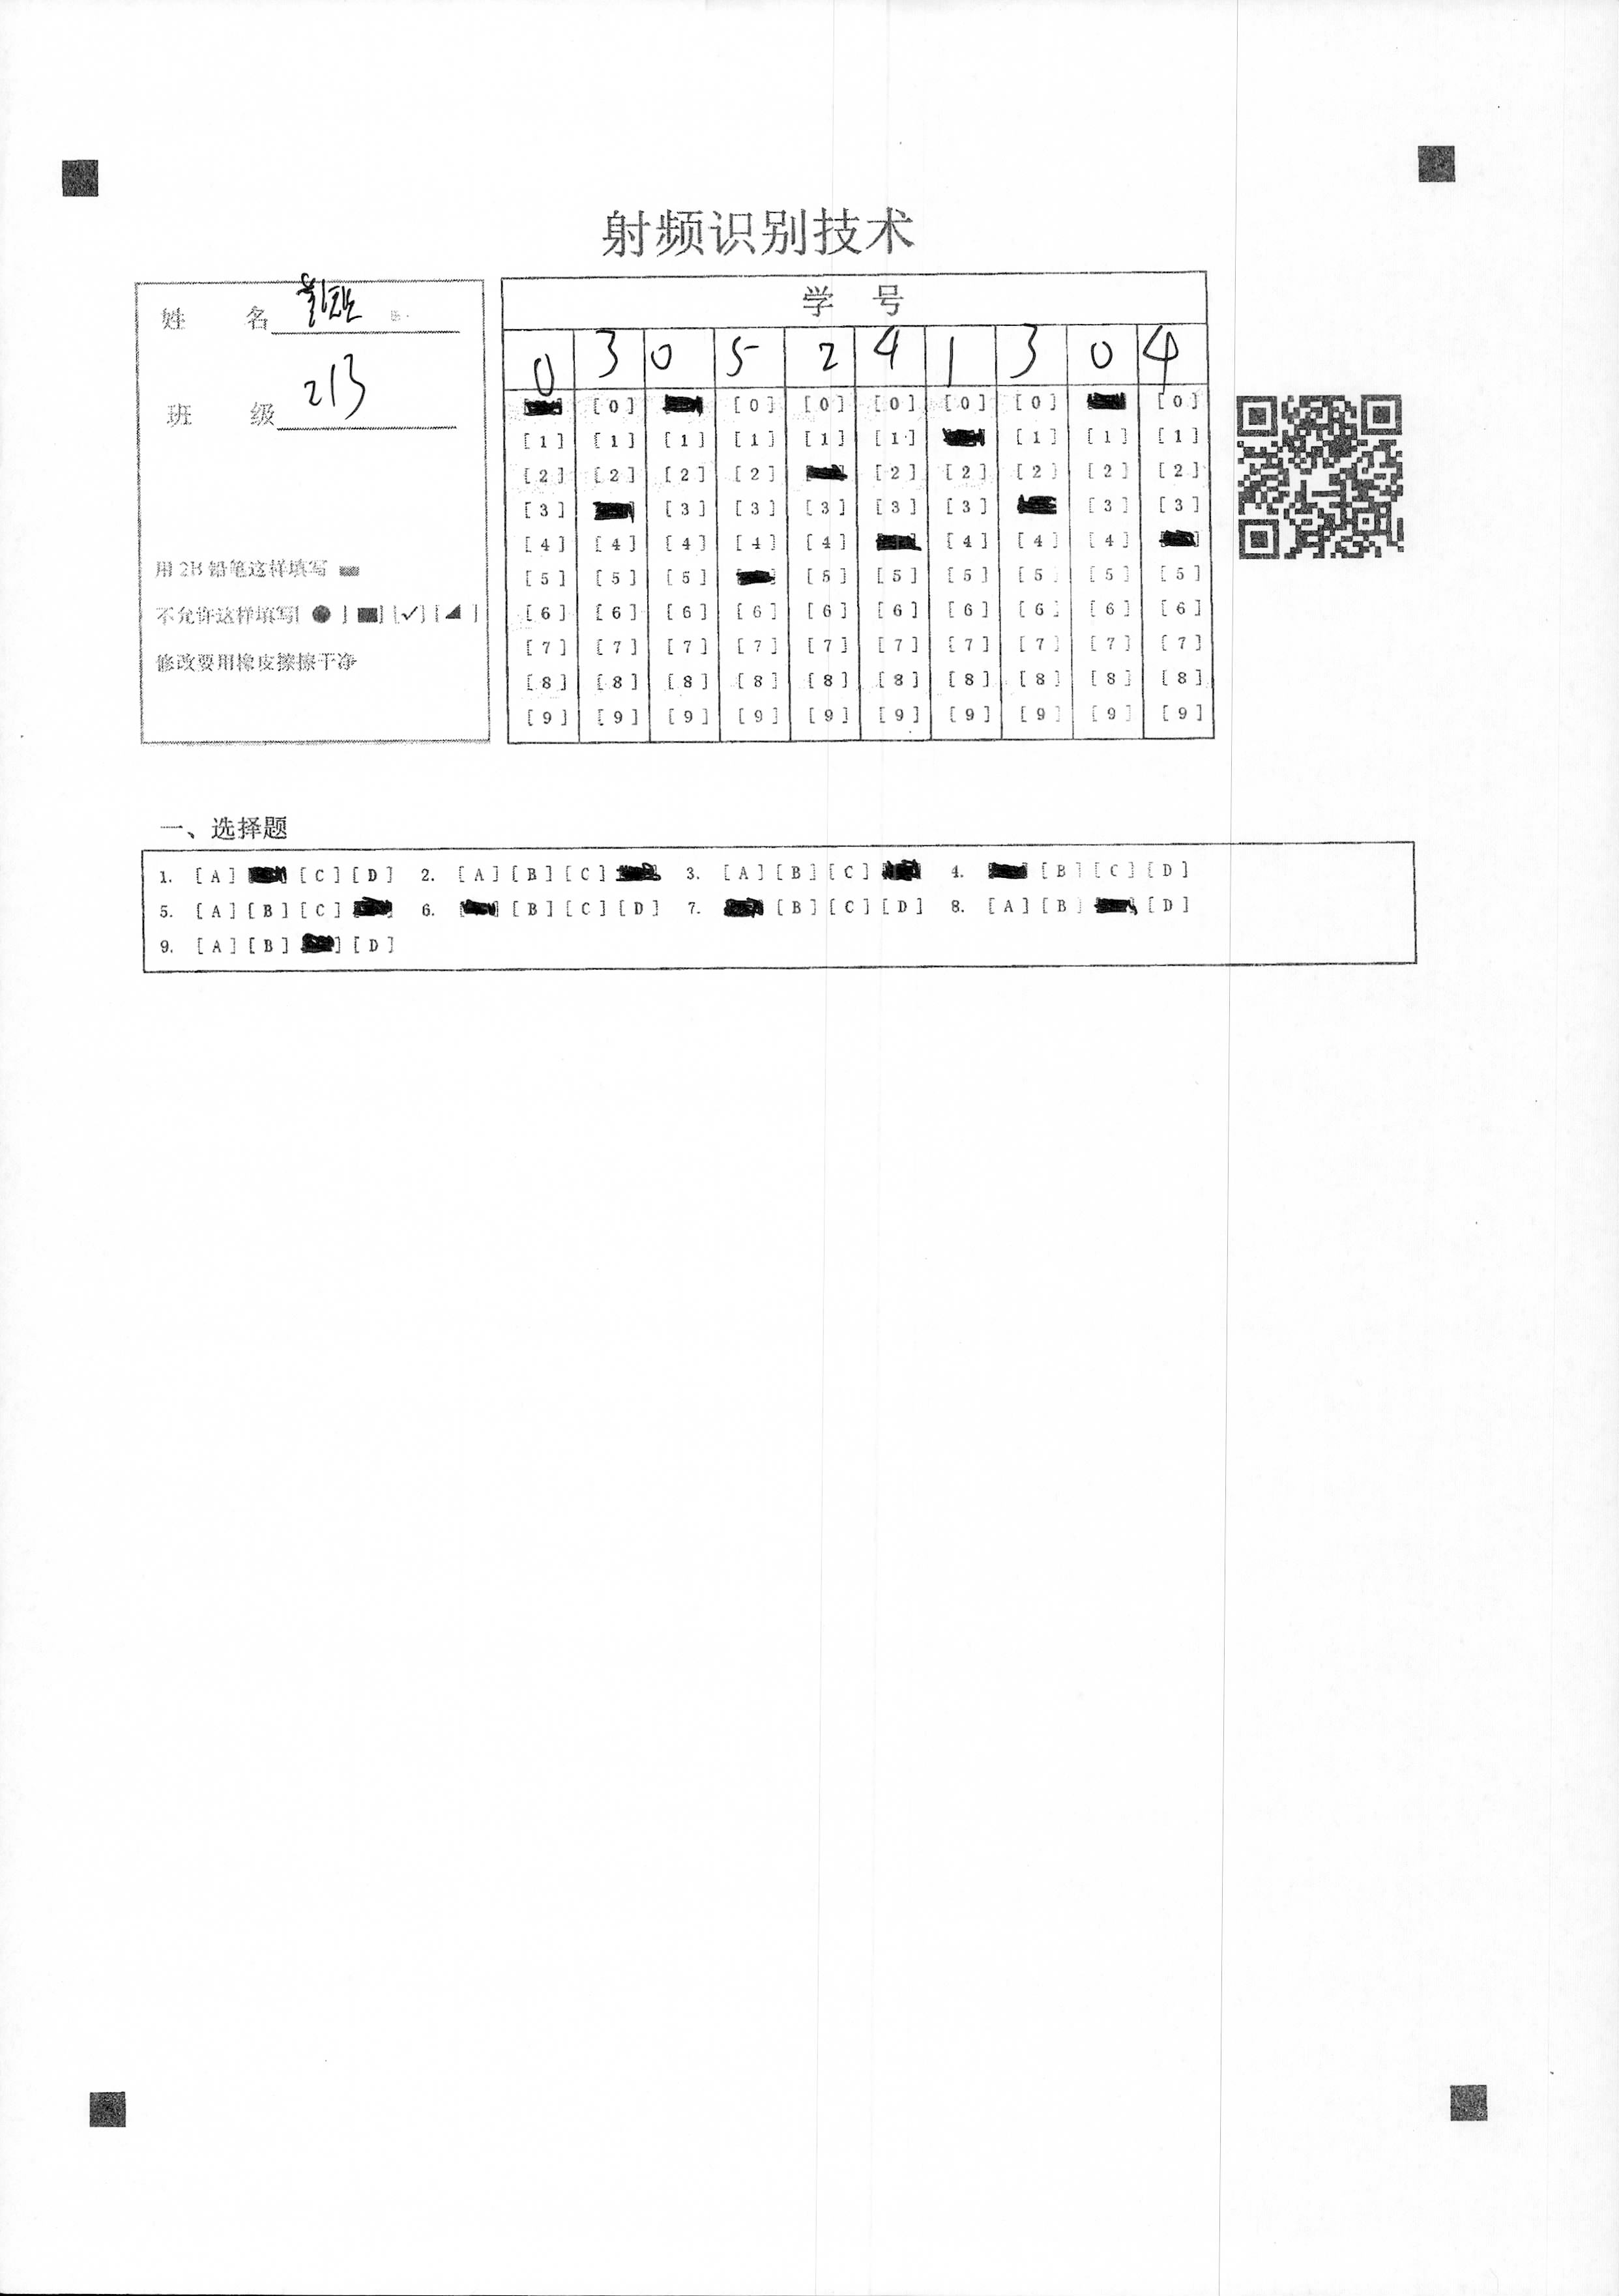 射频识别技术
姓 名
班 级 213
用 2B 铅笔这样填写
不允许这样填写[ ● ] [■] [✓] [◢ ]
修改要用橡皮擦擦干净
学 号
0 3 0 5 2 4 1 3 0 4
[0] [0] [0] [0] [0] [0] [0]
[1] [1] [1] [1] [1] [1] [1] [1] [1]
[2] [2] [2] [2] [2] [2] [2] [2] [2]
[3] [3] [3] [3] [3] [3] [3] [3]
[4] [4] [4] [4] [4] [4] [4] [4]
[5] [5] [5] [5] [5] [5] [5] [5] [5]
[6] [6] [6] [6] [6] [6] [6] [6] [6] [6]
[7] [7] [7] [7] [7] [7] [7] [7] [7] [7]
[8] [8] [8] [8] [8] [8] [8] [8] [8] [8]
[9] [9] [9] [9] [9] [9] [9] [9] [9] [9]
一、选择题
1. [A] [C] [D] 2. [A] [B] [C] 3. [A] [B] [C] 4. [B] [C] [D]
5. [A] [B] [C] 6. [B] [C] [D] 7. [B] [C] [D] 8. [A] [B] [D]
9. [A] [B] [D]